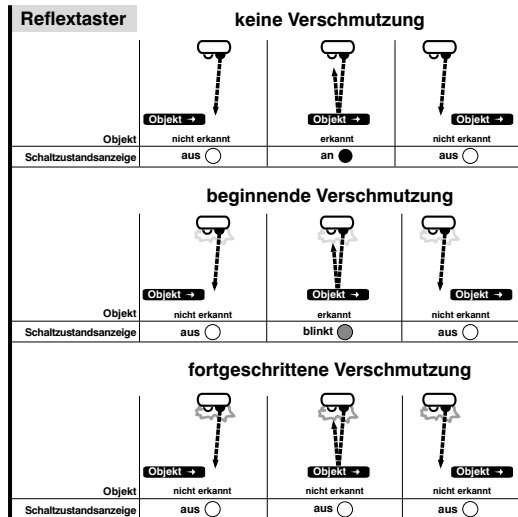 Reflextaster
keine Verschmutzung
Objekt → Objekt → Objekt →
Objekt nicht erkannt erkannt nicht erkannt
Schaltzustandsanzeige aus an aus
beginnende Verschmutzung
Objekt → Objekt → Objekt →
Objekt nicht erkannt erkannt nicht erkannt
Schaltzustandsanzeige aus blinkt aus
fortgeschrittene Verschmutzung
Objekt → Objekt → Objekt →
Objekt nicht erkannt nicht erkannt nicht erkannt
Schaltzustandsanzeige aus aus aus